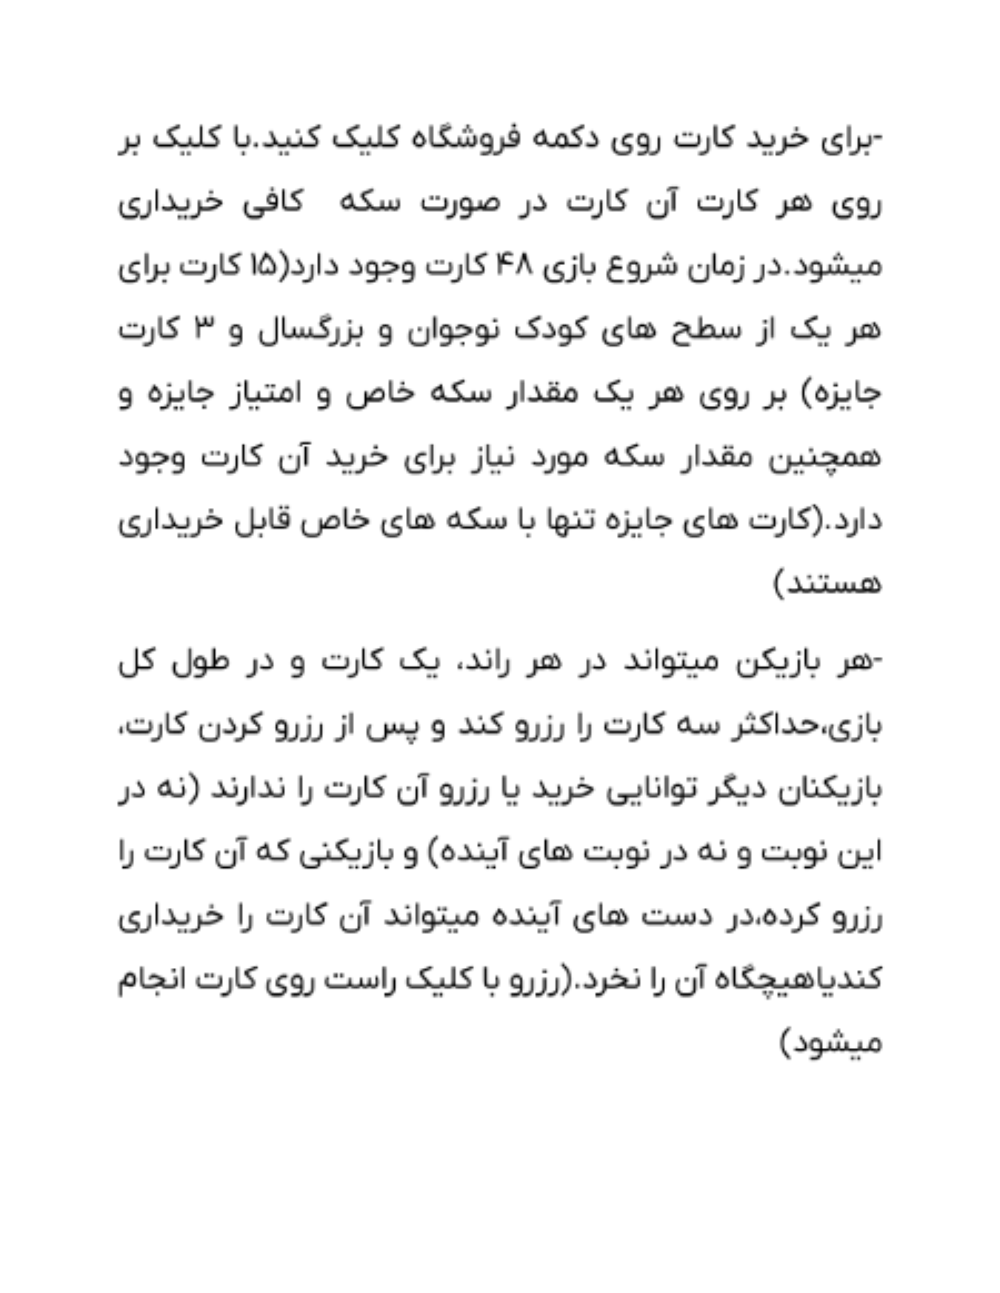 -برای خرید کارت روی دکمه فروشگاه کلیک کنید.با کلیک بر
روی هر کارت آن کارت در صورت سکه کافی خریداری
میشود.در زمان شروع بازی ۴۸ کارت وجود دارد(۱۵ کارت برای
هر یک از سطح های کودک نوجوان و بزرگسال و ۳ کارت
جایزه) بر روی هر یک مقدار سکه خاص و امتیاز جایزه و
همچنین مقدار سکه مورد نیاز برای خرید آن کارت وجود
دارد.(کارت های جایزه تنها با سکه های خاص قابل خریداری
هستند)
-هر بازیکن میتواند در هر راند، یک کارت و در طول کل
بازی،حداکثر سه کارت را رزرو کند و پس از رزرو کردن کارت،
بازیکنان دیگر توانایی خرید یا رزرو آن کارت را ندارند (نه در
این نوبت و نه در نوبت های آینده) و بازیکنی که آن کارت را
رزرو کرده،در دست های آینده میتواند آن کارت را خریداری
کندیاهیچگاه آن را نخرد.(رزرو با کلیک راست روی کارت انجام
میشود)